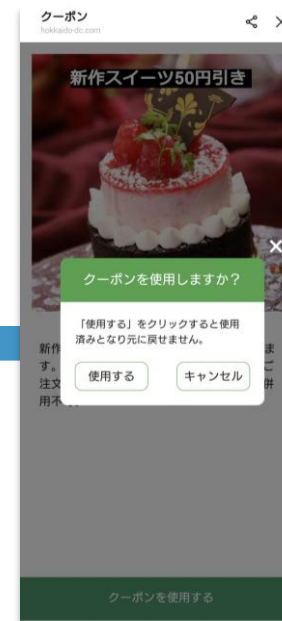 クーポン
hokkaido-dc.com
新作スイーツ50円引き
クーポンを使用しますか？
「使用する」をクリックすると使用
済みとなり元に戻せません。
使用する
キャンセル
新作
ま
す。
ご
注文
併
用不
クーポンを使用する